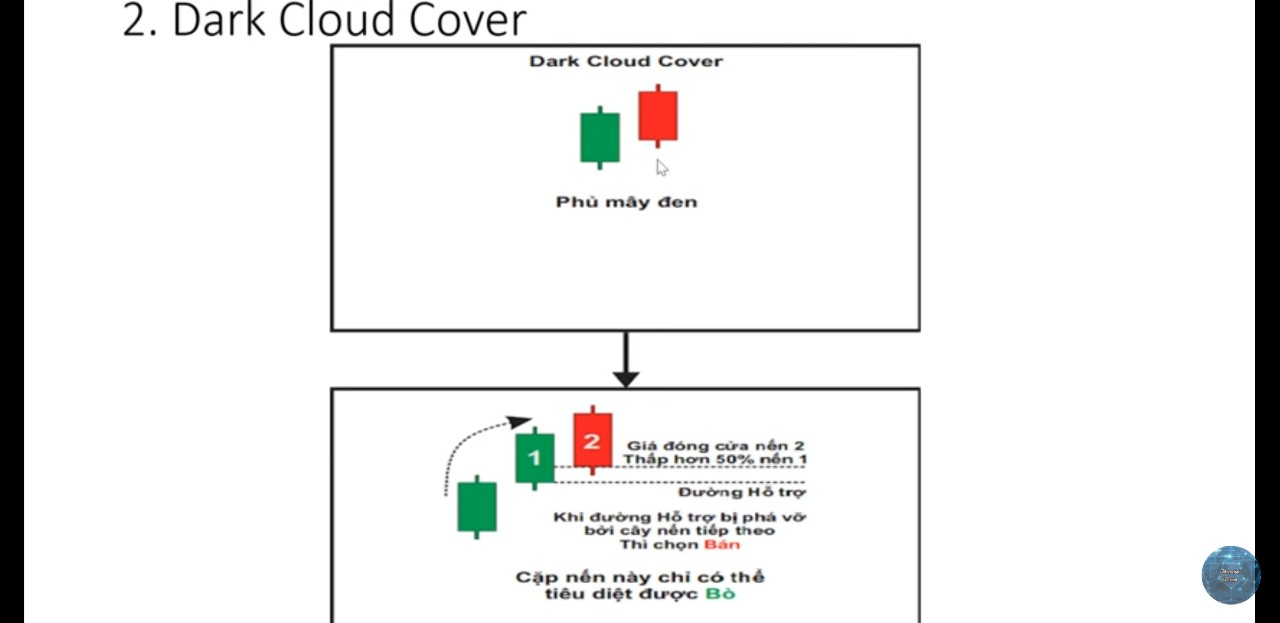 2. Dark Cloud Cover
Dark Cloud Cover
Phủ mây đen
1
2
Giá đóng cửa nến 2
Thấp hơn 50% nến 1
Đường Hỗ trợ
Khi đường Hỗ trợ bị phá vỡ
bởi cây nến tiếp theo
Thì chọn Bán
Cặp nến này chỉ có thể
tiêu diệt được Bò